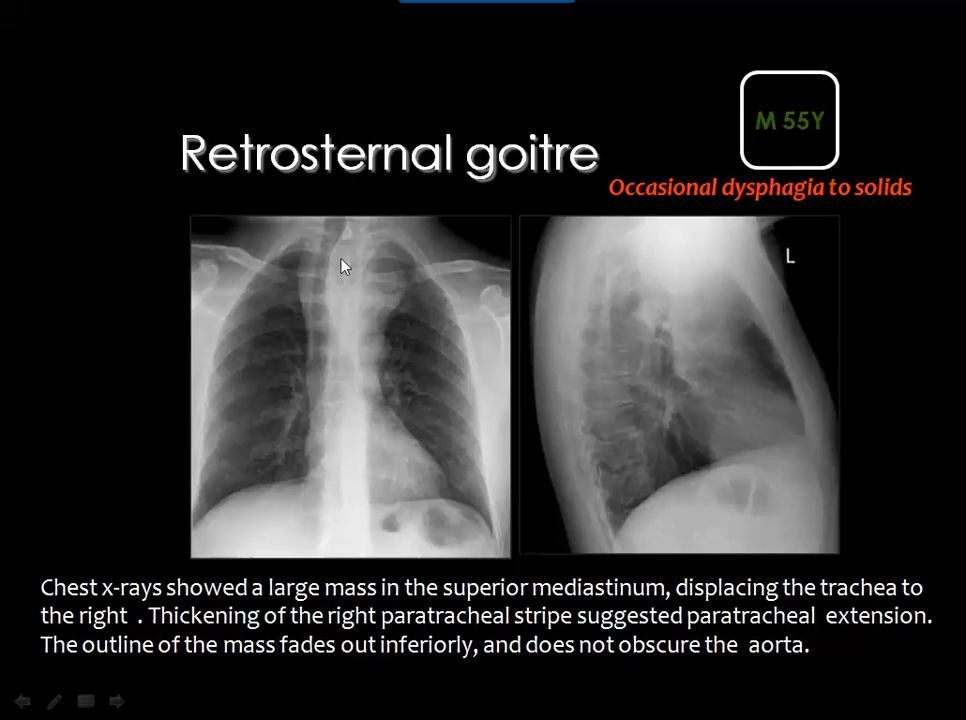 M 55Y
Retrosternal goitre
Occasional dysphagia to solids
L
Chest x-rays showed a large mass in the superior mediastinum, displacing the trachea to
the right . Thickening of the right paratracheal stripe suggested paratracheal extension.
The outline of the mass fades out inferiorly, and does not obscure the aorta.